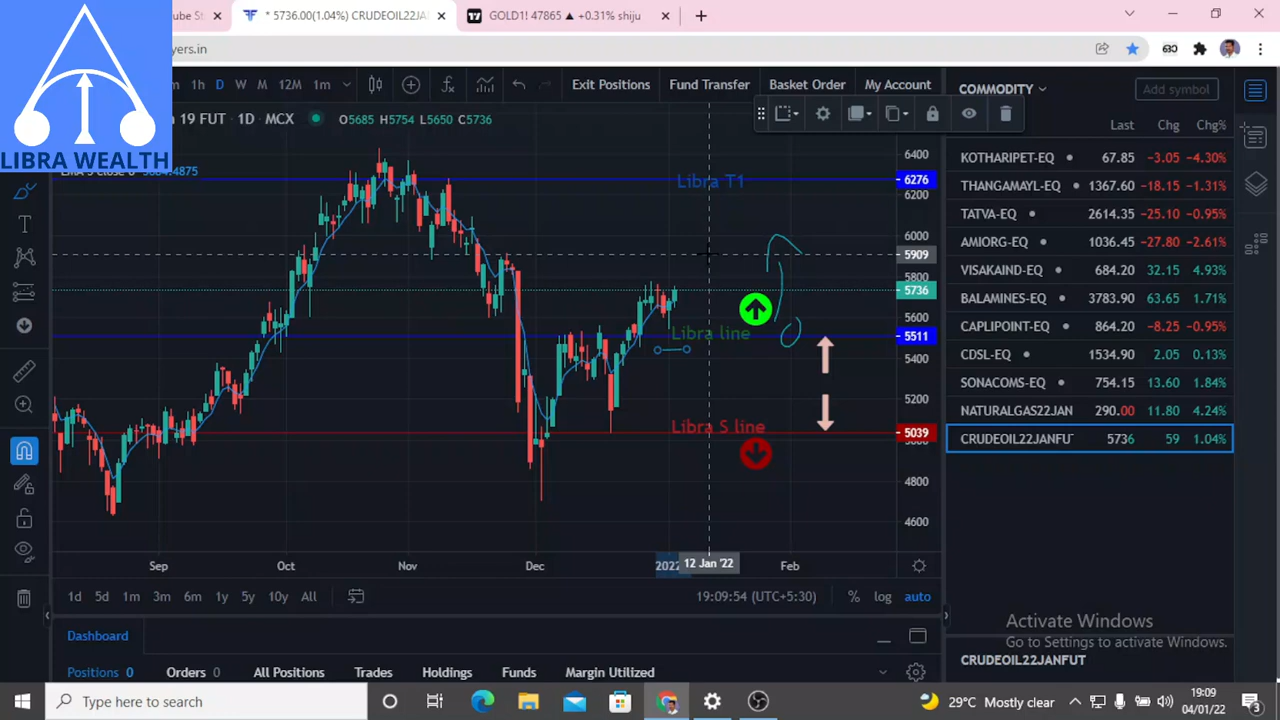 ube St
* 5736.00(1.04%) CRUDEOIL22JAN
GOLD1! 47865 ▲ +0.31% shiju
yers.in
LIBRA WEALTH
m 1h D W M 12M 1m
Exit Positions Fund Transfer Basket Order My Account
19 FUT · 1D · MCX O5685 H5754 L5650 C5736
Libra T1
Libra line
Libra S line
6400
6276
6200
6000
5909
5800
5736
5600
5511
5400
5200
5039
4800
4600
Sep Oct Nov Dec 2022 12 Jan '22 Feb
1d 5d 1m 3m 6m 1y 5y 10y All
19:09:54 (UTC+5:30) % log auto
Dashboard
Positions 0 Orders 0 All Positions Trades Holdings Funds Margin Utilized
COMMODITY Add symbol
Last Chg Chg%
KOTHARIPET-EQ 67.85 -3.05 -4.30%
THANGAMAYL-EQ 1367.60 -18.15 -1.31%
TATVA-EQ 2614.35 -25.10 -0.95%
AMIORG-EQ 1036.45 -27.80 -2.61%
VISAKAIND-EQ 684.20 32.15 4.93%
BALAMINES-EQ 3783.90 63.65 1.71%
CAPLIPOINT-EQ 864.20 -8.25 -0.95%
CDSL-EQ 1534.90 2.05 0.13%
SONACOMS-EQ 754.15 13.60 1.84%
NATURALGAS22JAN 290.00 11.80 4.24%
CRUDEOIL22JANFU 5736 59 1.04%
Activate Windows
Go to Settings to activate Windows.
CRUDEOIL22JANFUT
Type here to search
29°C Mostly clear
19:09
04/01/22
3